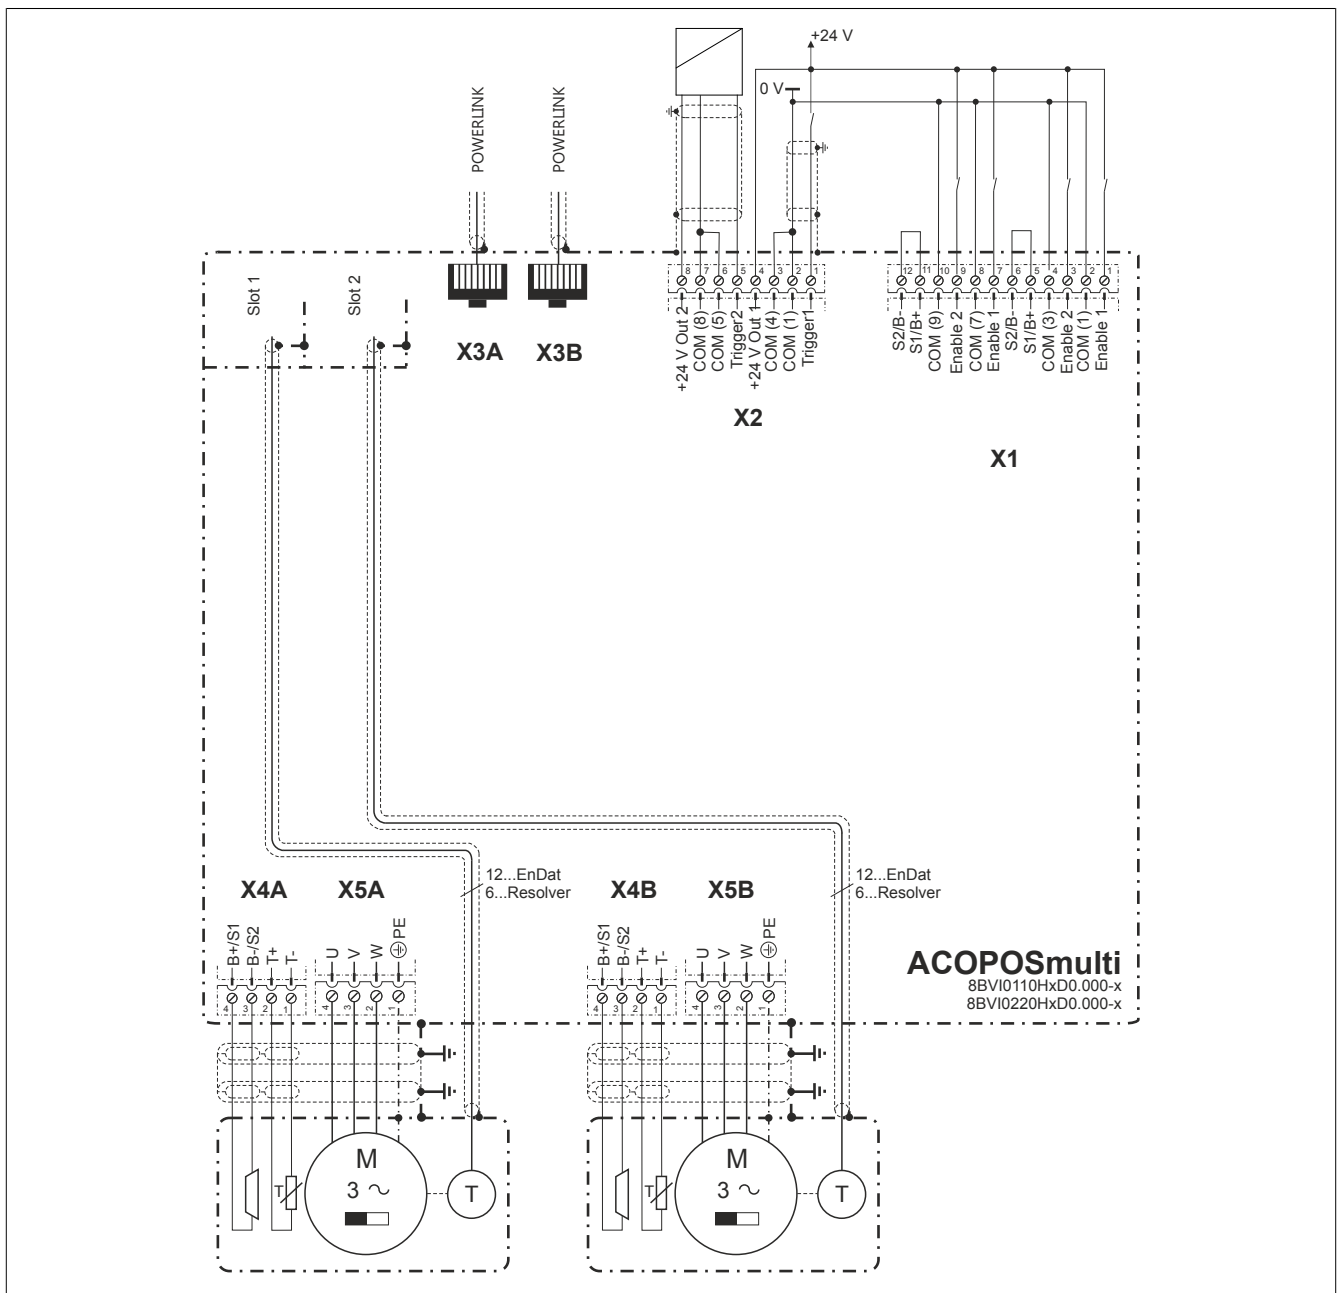 +24 V
0 V
POWERLINK
POWERLINK
Slot 1
Slot 2
X3A
X3B
8 7 6 5 4 3 2 1
+24 V Out 2
COM (8)
COM (5)
Trigger2
+24 V Out 1
COM (4)
COM (1)
Trigger1
X2
12 11 10 9 8 7 6 5 4 3 2 1
S2/B-
S1/B+
COM (9)
Enable 2
COM (7)
Enable 1
S2/B-
S1/B+
COM (3)
Enable 2
COM (1)
Enable 1
X1
X4A
X5A
12...EnDat
6...Resolver
X4B
X5B
12...EnDat
6...Resolver
B+/S1
B-/S2
T+
T-
U
V
W
PE
4 3 2 1
4 3 2 1
B+/S1
B-/S2
T+
T-
U
V
W
PE
4 3 2 1
4 3 2 1
ACOPOSmulti
8BVI0110HxD0.000-x
8BVI0220HxD0.000-x
T
M
3 ~
T
T
M
3 ~
T